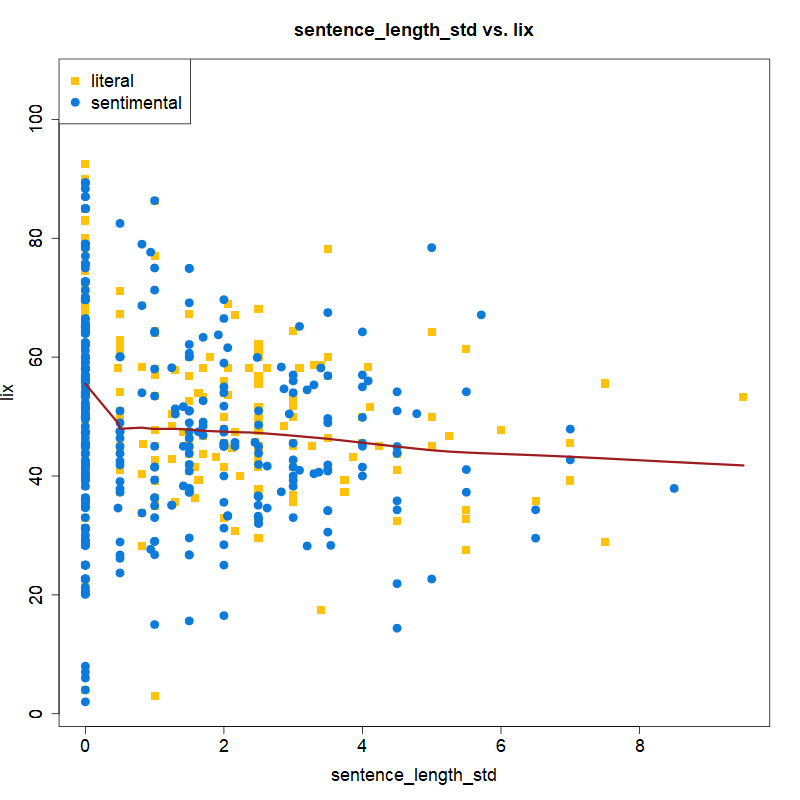 sentence_length_std vs. lix
literal
sentimental
100
80
60
40
20
0
lix
0 2 4 6 8
sentence_length_std